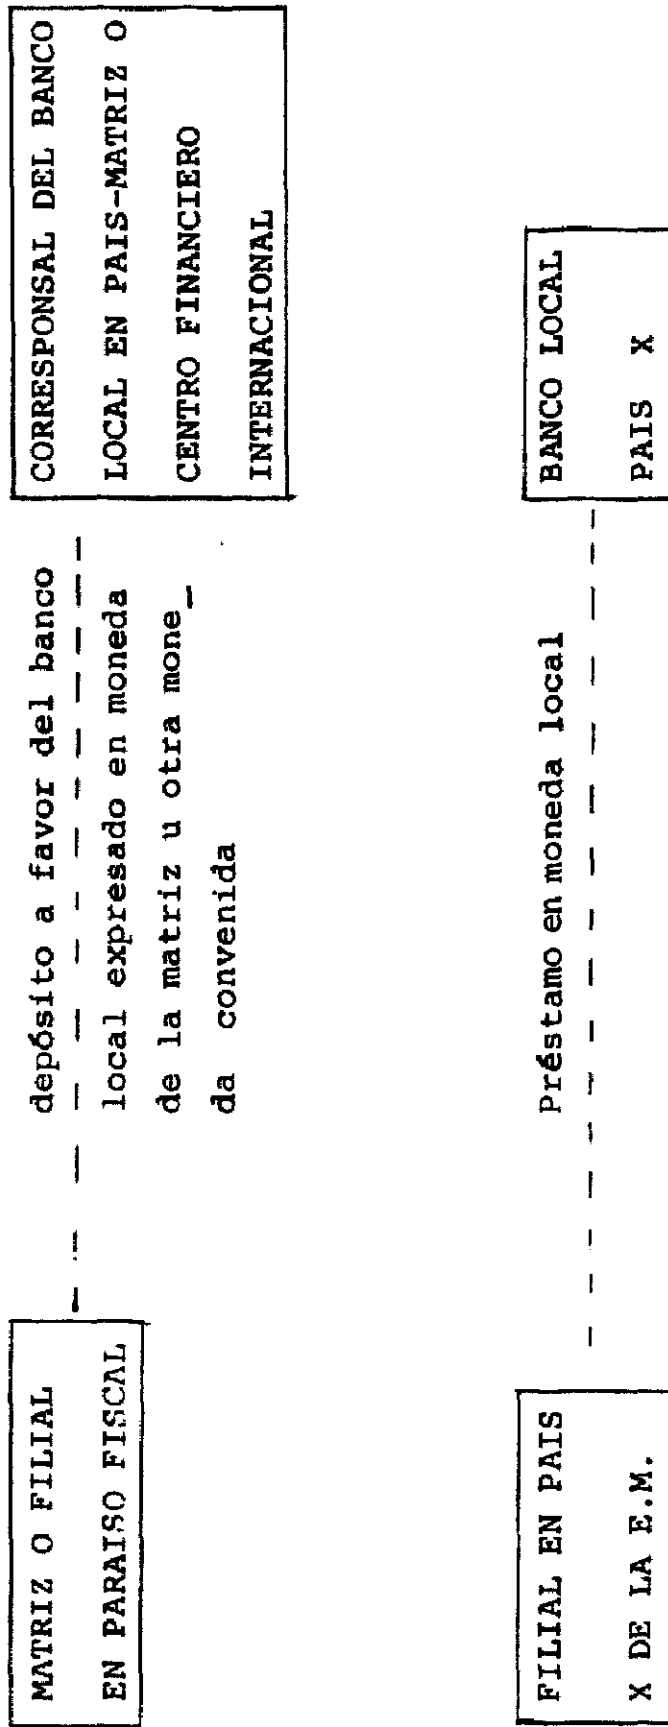 MATRIZ O FILIAL
EN PARAISO FISCAL
depósito a favor del banco
local expresado en moneda
de la matriz u otra mone_
da convenida
CORRESPONSAL DEL BANCO
LOCAL EN PAIS-MATRIZ O
CENTRO FINANCIERO
INTERNACIONAL
FILIAL EN PAIS
X DE LA E.M.
Préstamo en moneda local
BANCO LOCAL
PAIS X